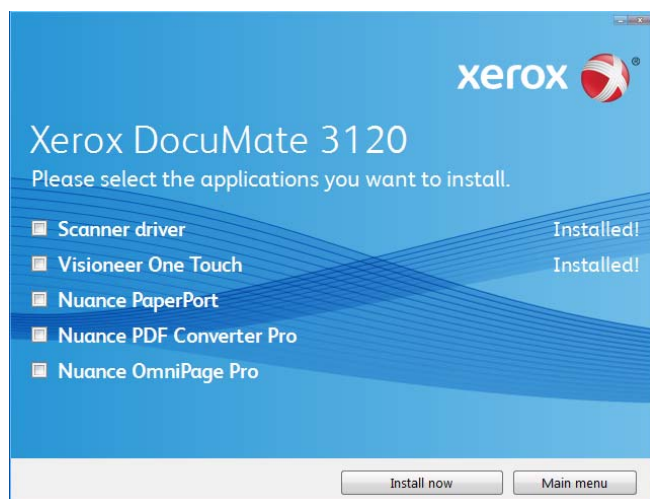 xerox ®
Xerox DocuMate 3120
Please select the applications you want to install.
Scanner driver Installed!
Visioneer One Touch Installed!
Nuance PaperPort
Nuance PDF Converter Pro
Nuance OmniPage Pro
Install now Main menu